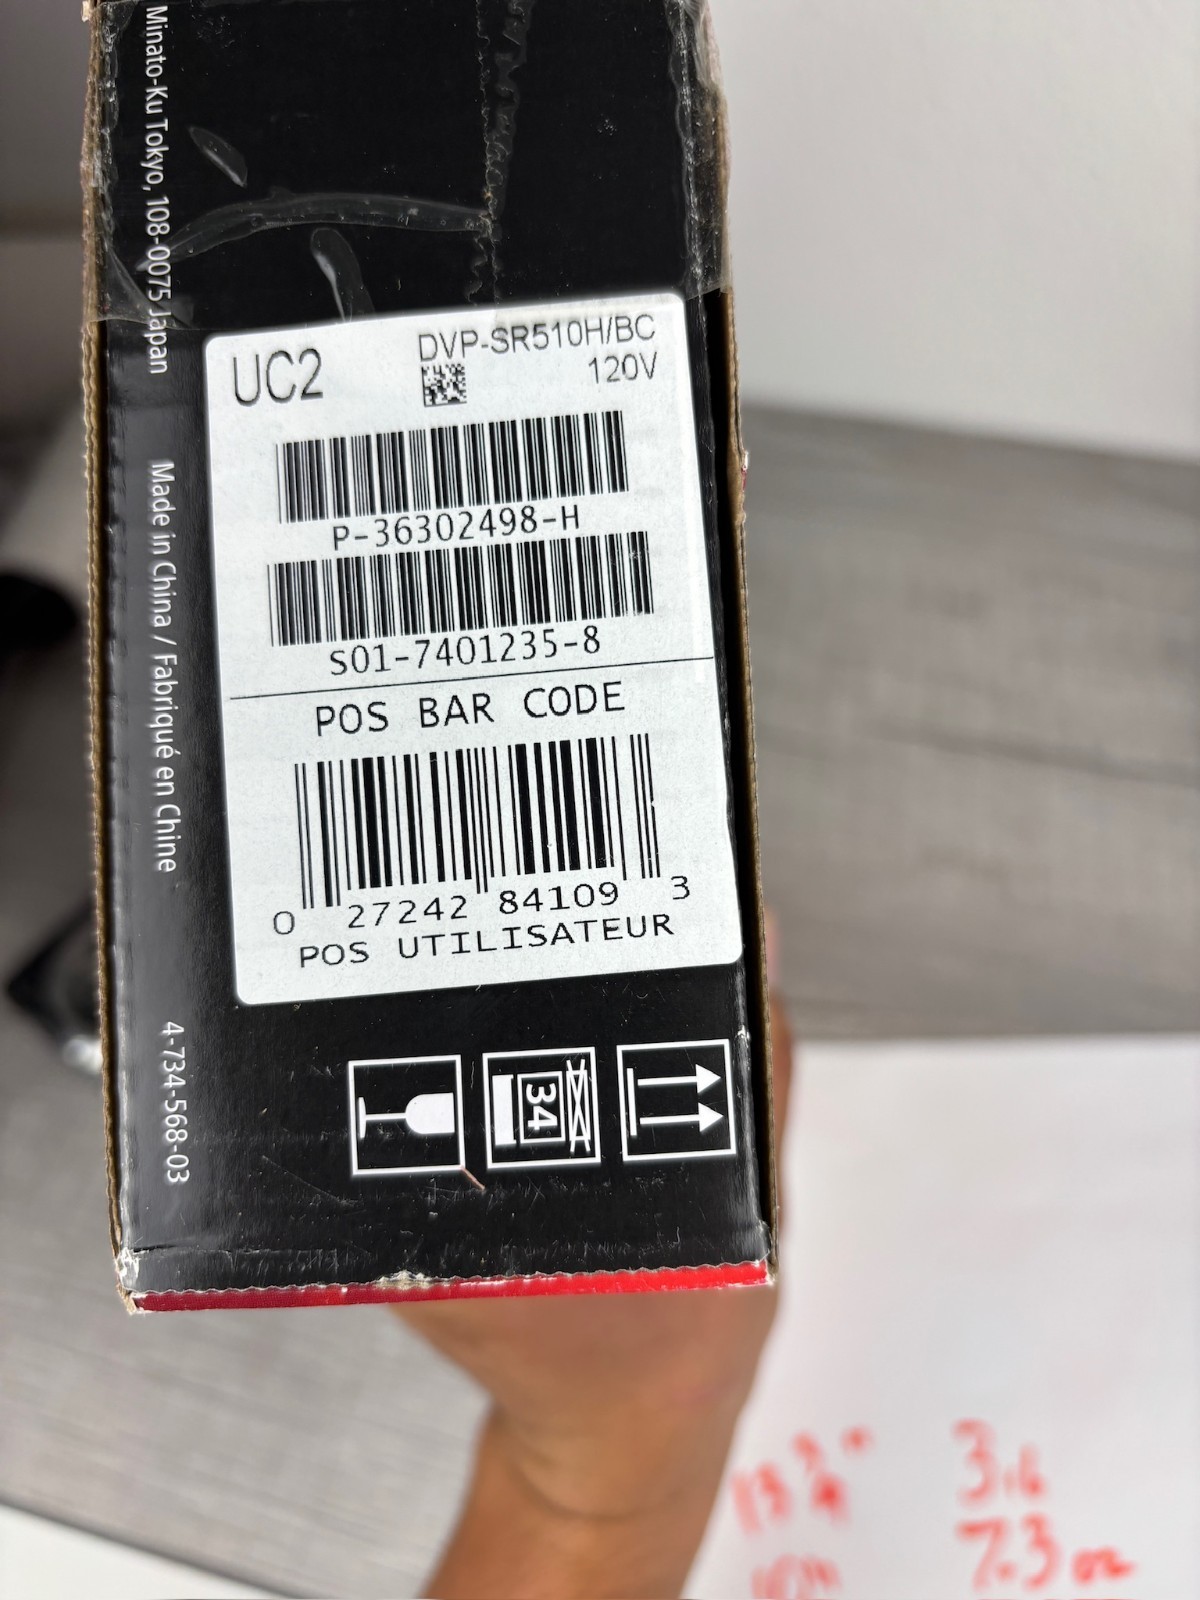 Minato-Ku Tokyo, 108-0075 Japan
Made in China / Fabriqué en Chine
4-734-568-03
UC2
DVP-SR510H/BC
120V
P-36302498-H
S01-7401235-8
POS BAR CODE
0 27242 84109 3
POS UTILISATEUR
34
3
7.3 oz